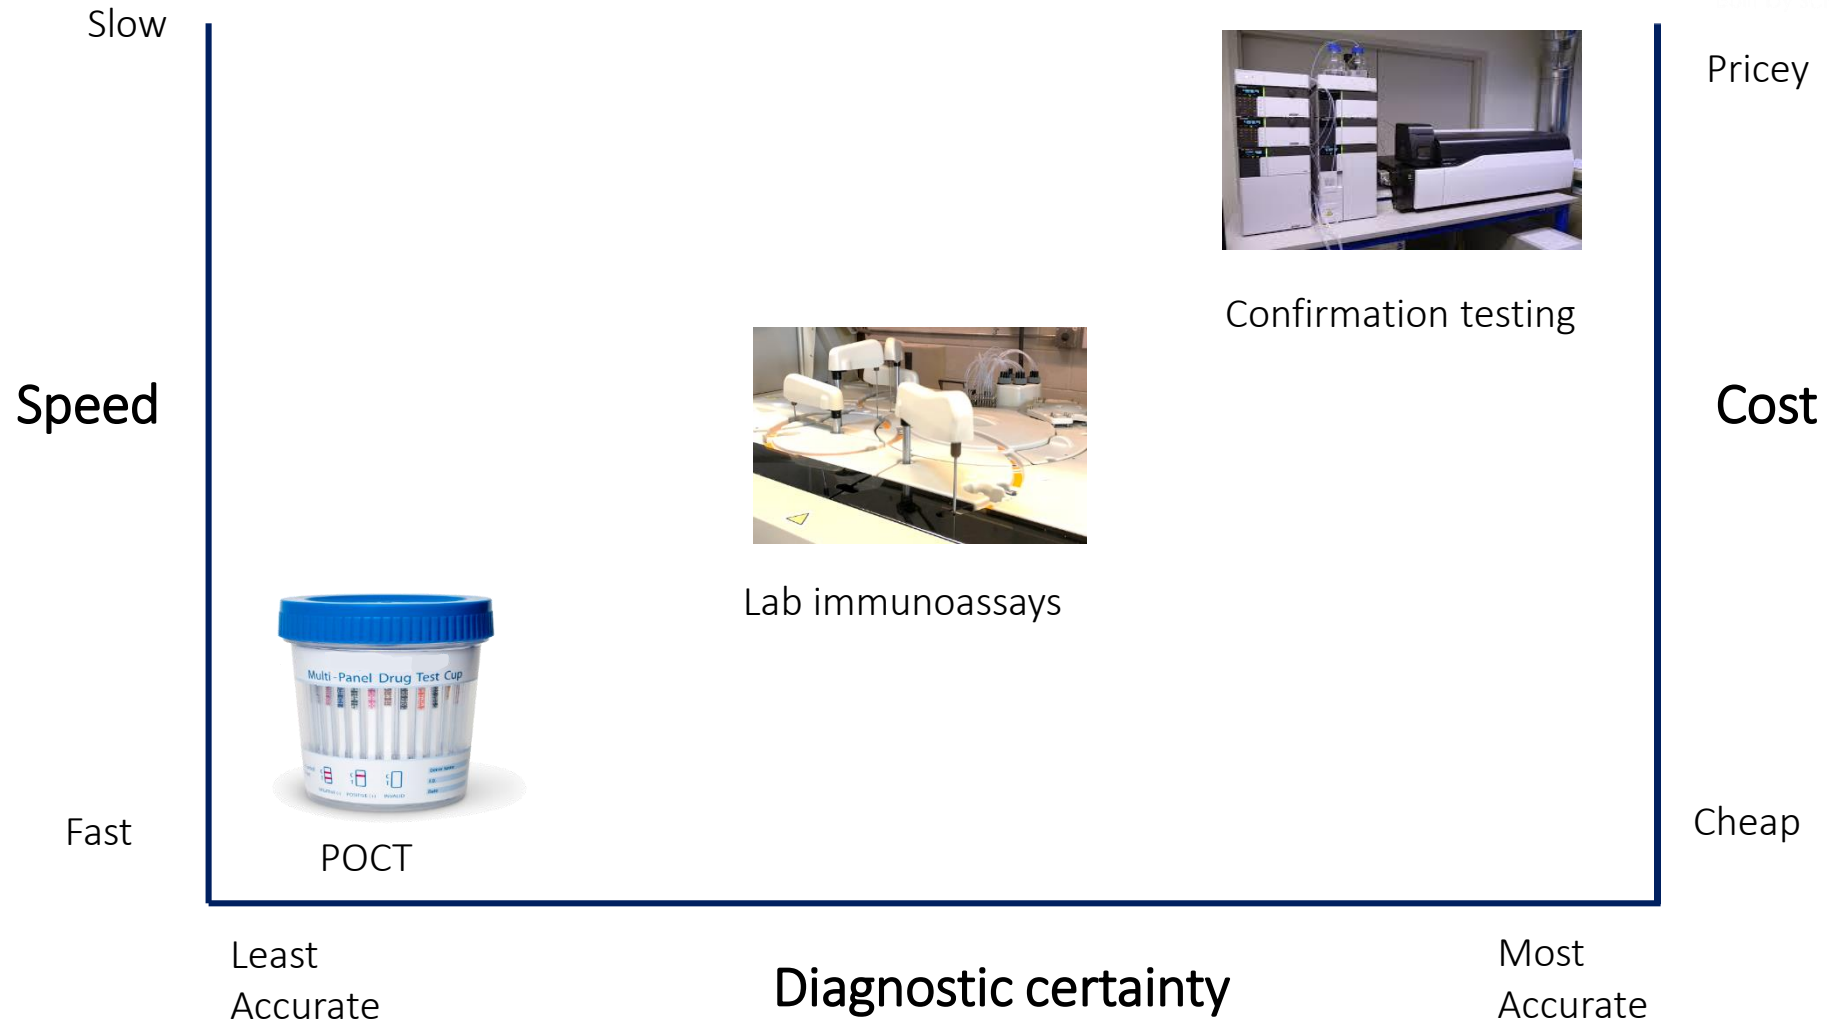 Slow
Pricey
Confirmation testing
Speed
Cost
Lab immunoassays
Multi-Panel Drug Test Cup
Fast
Cheap
POCT
Least
Accurate
Diagnostic certainty
Most
Accurate